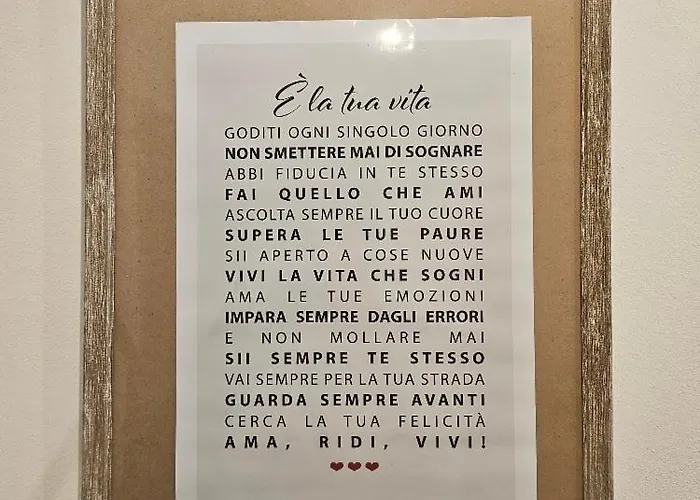 È la tua vita
GODITI OGNI SINGOLO GIORNO
NON SMETTERE MAI DI SOGNARE
ABBI FIDUCIA IN TE STESSO
FAI QUELLO CHE AMI
ASCOLTA SEMPRE IL TUO CUORE
SUPERA LE TUE PAURE
SII APERTO A COSE NUOVE
VIVI LA VITA CHE SOGNI
AMA LE TUE EMOZIONI
IMPARA SEMPRE DAGLI ERRORI
E NON MOLLARE MAI
SII SEMPRE TE STESSO
VAI SEMPRE PER LA TUA STRADA
GUARDA SEMPRE AVANTI
CERCA LA TUA FELICITÀ
AMA, RIDI, VIVI!